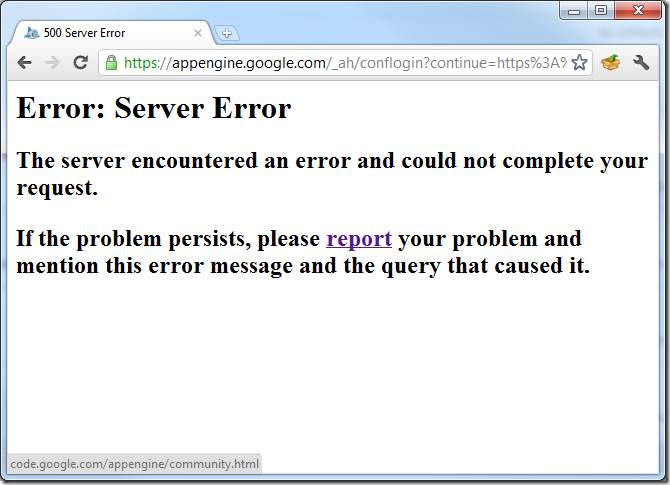 500 Server Error
https://appengine.google.com/_ah/conflogin?continue=https%3A%
Error: Server Error
The server encountered an error and could not complete your
request.
If the problem persists, please report your problem and
mention this error message and the query that caused it.
code.google.com/appengine/community.html